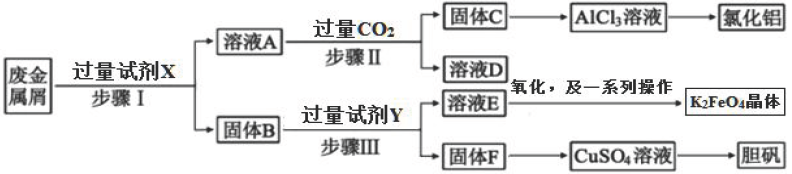 废金
属屑
过量试剂X
步骤Ⅰ
溶液A
过量CO₂
步骤Ⅱ
固体C
AlCl₃溶液
氯化铝
溶液D
固体B
过量试剂Y
步骤Ⅲ
溶液E
氧化，及一系列操作
K₂FeO₄晶体
固体F
CuSO₄溶液
胆矾